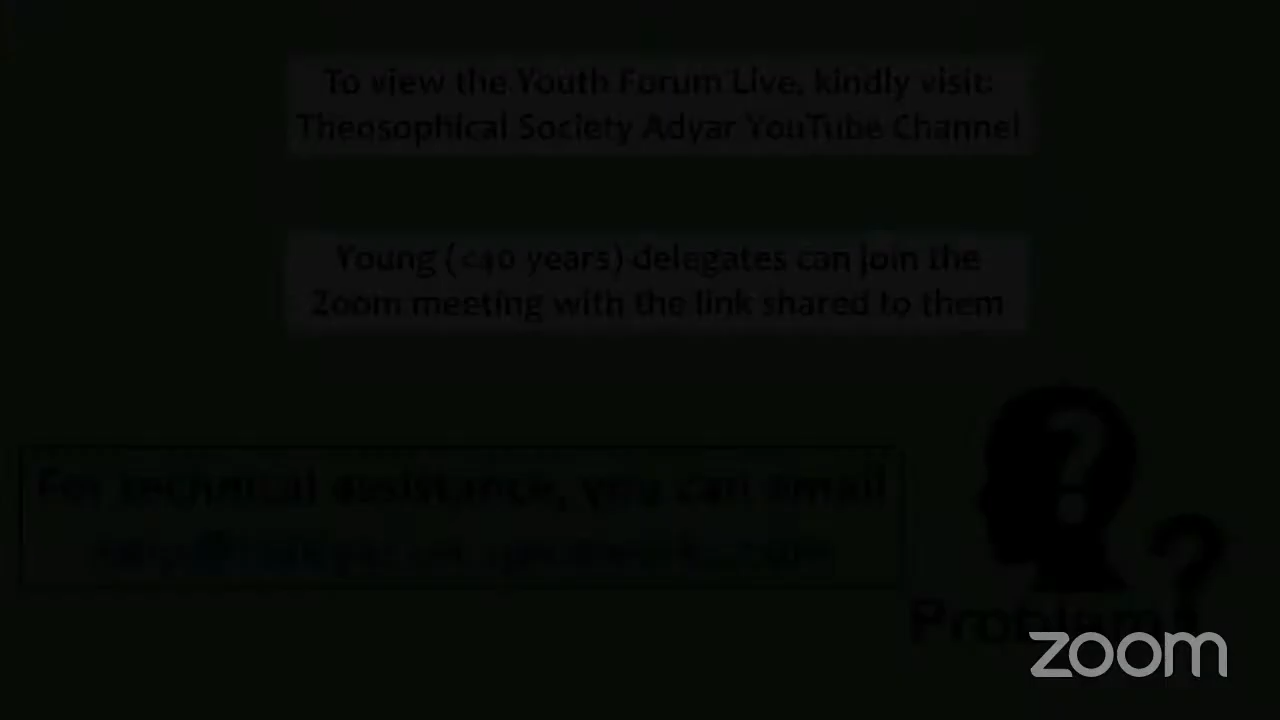 To view the Youth Forum Live, kindly visit:
Theosophical Society Adyar YouTube Channel
Young (<40 years) delegates can join the
Zoom meeting with the link shared to them
For technical assistance, you can email
Problems
zoom